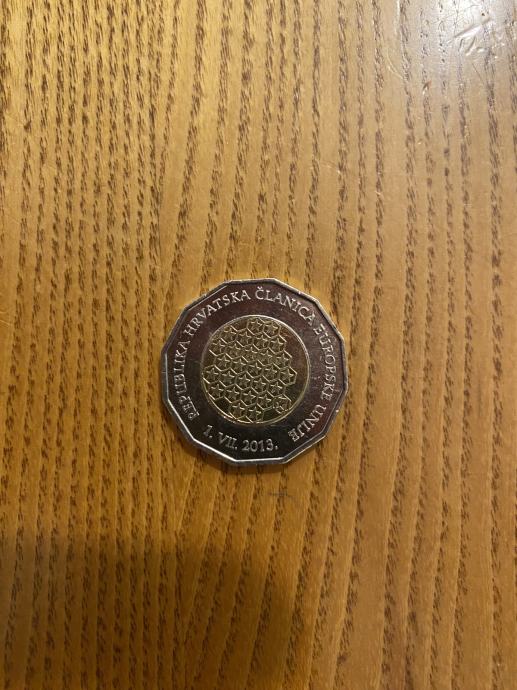 REPUBLIKA HRVATSKA ČLANICA EUROPSKE UNIJE
1. VII. 2013.